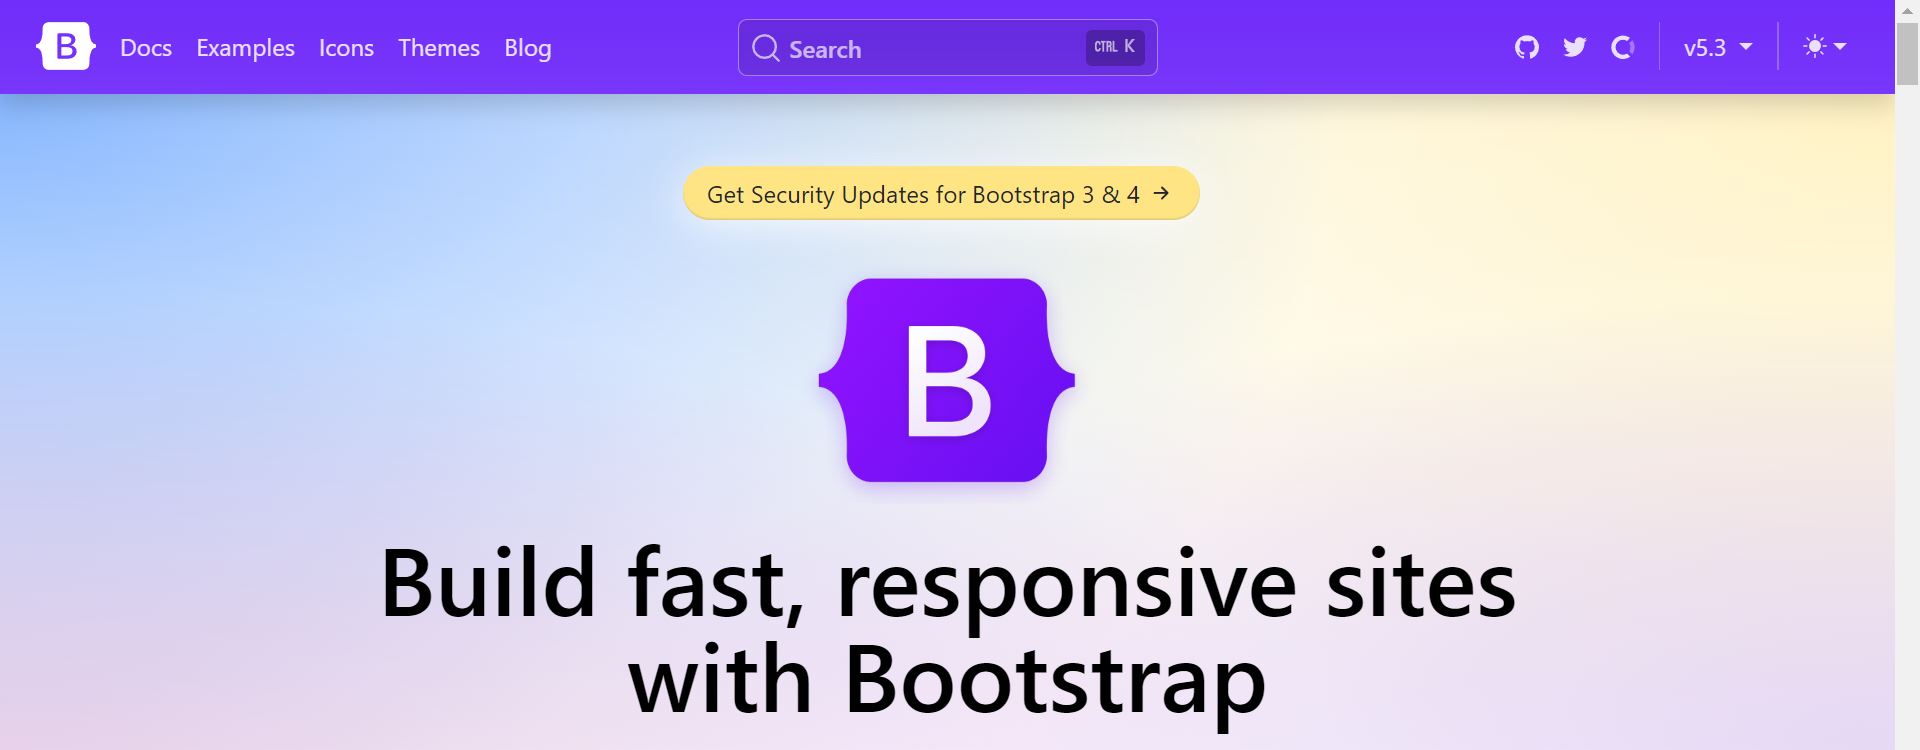 B Docs Examples Icons Themes Blog Search CTRL K v5.3
Get Security Updates for Bootstrap 3 & 4 →
B
Build fast, responsive sites
with Bootstrap